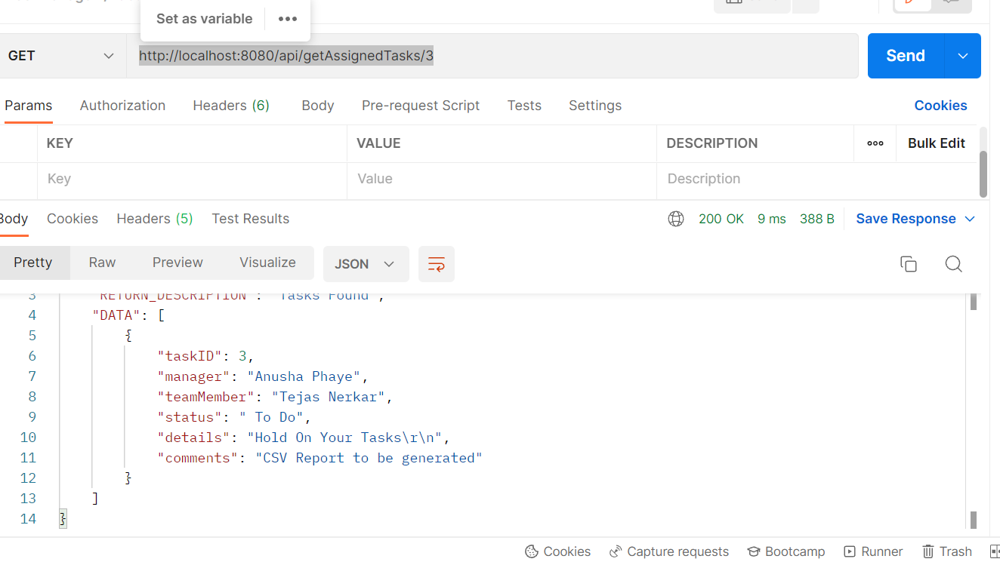 Set as variable
GET
http://localhost:8080/api/getAssignedTasks/3
Send
Params Authorization Headers (6) Body Pre-request Script Tests Settings Cookies
KEY VALUE DESCRIPTION Bulk Edit
Key Value Description
Body Cookies Headers (5) Test Results 200 OK 9 ms 388 B Save Response
Pretty Raw Preview Visualize JSON
3 "RETURN_DESCRIPTION": "Tasks Found",
4 "DATA": [
5 {
6 "taskID": 3,
7 "manager": "Anusha Phaye",
8 "teamMember": "Tejas Nerkar",
9 "status": " To Do",
10 "details": "Hold On Your Tasks\r\n",
11 "comments": "CSV Report to be generated"
12 }
13 ]
14 }
Cookies Capture requests Bootcamp Runner Trash